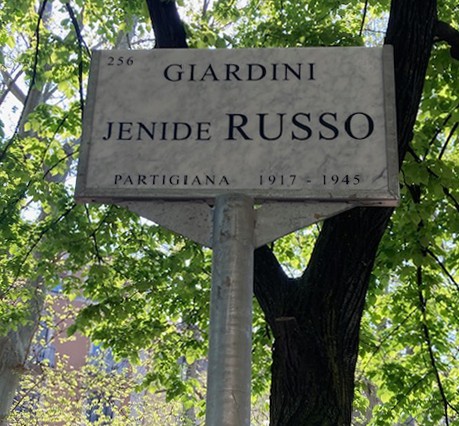 256
GIARDINI
JENIDE RUSSO
PARTIGIANA 1917 - 1945